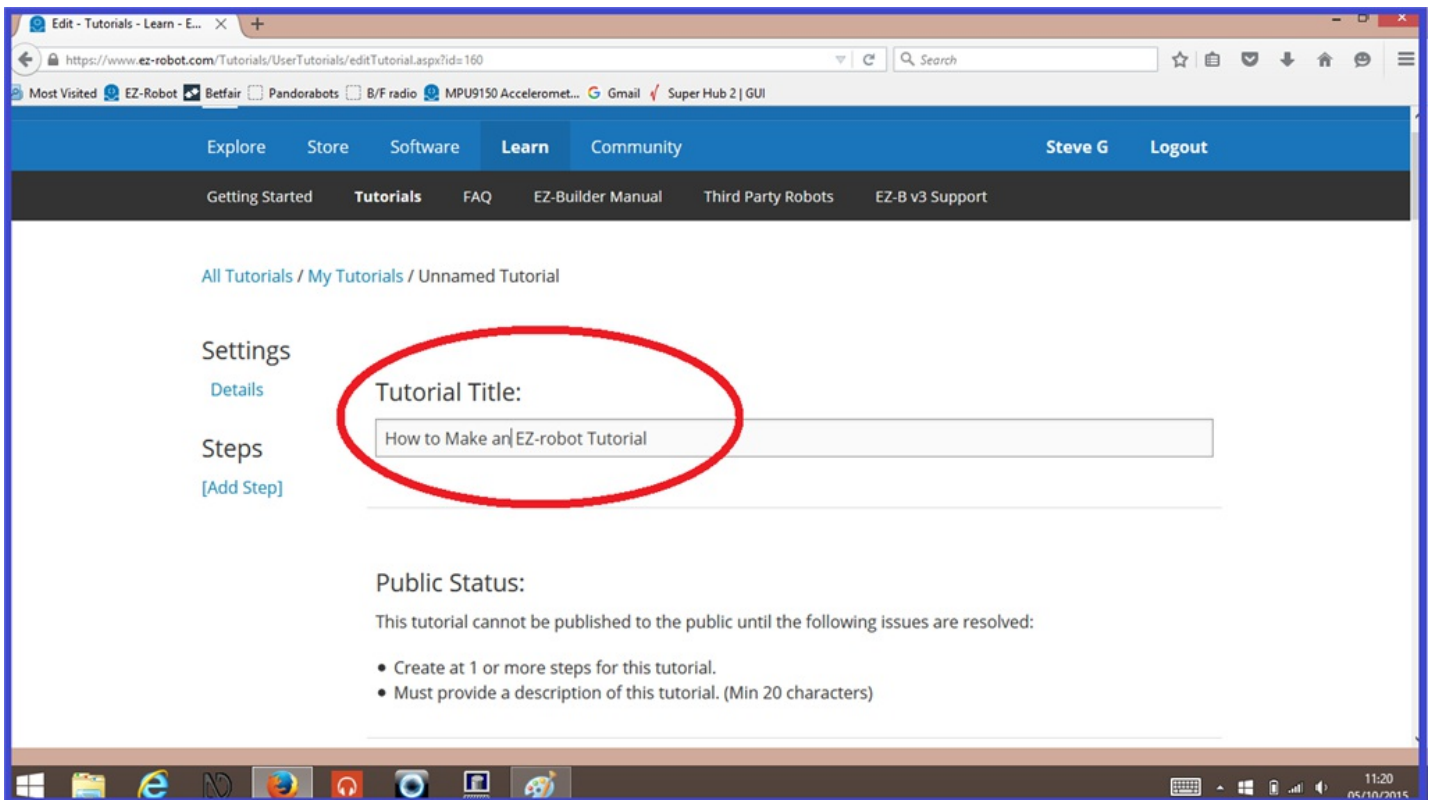 Edit - Tutorials - Learn - E...
https://www.ez-robot.com/Tutorials/UserTutorials/editTutorial.aspx?id=160 Search
Most Visited EZ-Robot Betfair Pandorabots B/F radio MPU9150 Acceleromet... Gmail Super Hub 2 | GUI
Explore Store Software Learn Community Steve G Logout
Getting Started Tutorials FAQ EZ-Builder Manual Third Party Robots EZ-B v3 Support
All Tutorials / My Tutorials / Unnamed Tutorial
Settings
Details
Steps
[Add Step]
Tutorial Title:
How to Make an EZ-robot Tutorial
Public Status:
This tutorial cannot be published to the public until the following issues are resolved:
• Create at 1 or more steps for this tutorial.
• Must provide a description of this tutorial. (Min 20 characters)
11:20
05/10/2015